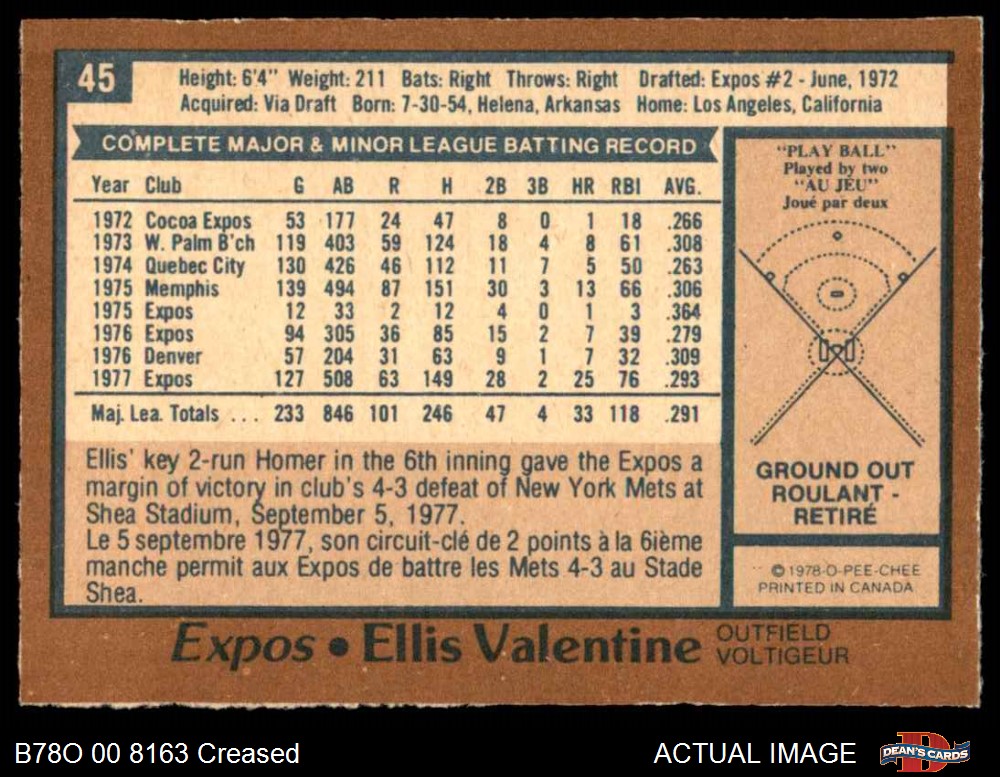 45
Height: 6'4" Weight: 211 Bats: Right Throws: Right Drafted: Expos #2 - June, 1972
Acquired: Via Draft Born: 7-30-54, Helena, Arkansas Home: Los Angeles, California
COMPLETE MAJOR & MINOR LEAGUE BATTING RECORD
Year Club G AB R H 2B 3B HR RBI AVG.
1972 Cocoa Expos 53 177 24 47 8 0 1 18 .266
1973 W. Palm B'ch 119 403 59 124 18 4 8 61 .308
1974 Quebec City 130 426 46 112 11 7 5 50 .263
1975 Memphis 139 494 87 151 30 3 13 66 .306
1975 Expos 12 33 2 12 4 0 1 3 .364
1976 Expos 94 305 36 85 15 2 7 39 .279
1976 Denver 57 204 31 63 9 1 7 32 .309
1977 Expos 127 508 63 149 28 2 25 76 .293
Maj. Lea. Totals ... 233 846 101 246 47 4 33 118 .291
Ellis' key 2-run Homer in the 6th inning gave the Expos a
margin of victory in club's 4-3 defeat of New York Mets at
Shea Stadium, September 5, 1977.
Le 5 septembre 1977, son circuit-clé de 2 points à la 6ième
manche permit aux Expos de battre les Mets 4-3 au Stade
Shea.
"PLAY BALL"
Played by two
"AU JEU"
Joué par deux
GROUND OUT
ROULANT -
RETIRÉ
© 1978-O-PEE-CHEE
PRINTED IN CANADA
Expos • Ellis Valentine
OUTFIELD
VOLTIGEUR
B78O 00 8163 Creased
ACTUAL IMAGE
DEAN'S CARDS